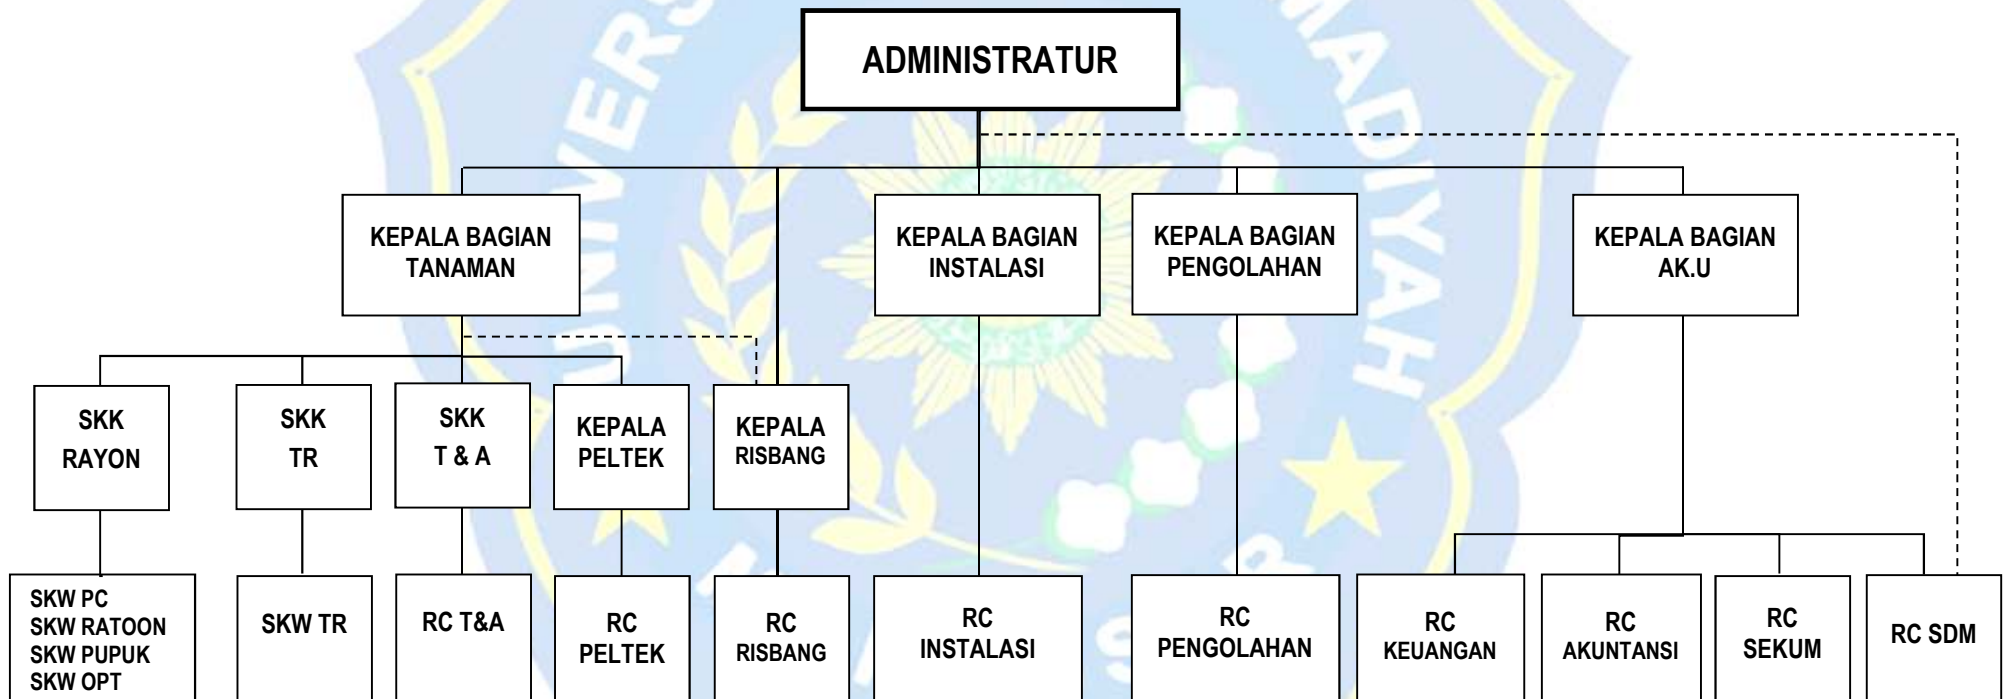 ADMINISTRATUR
KEPALA BAGIAN
TANAMAN
KEPALA BAGIAN
INSTALASI
KEPALA BAGIAN
PENGOLAHAN
KEPALA BAGIAN
AK.U
SKK
RAYON
SKK
TR
SKK
T & A
KEPALA
PELTEK
KEPALA
RISBANG
SKW PC
SKW RATOON
SKW PUPUK
SKW OPT
SKW TR
RC T&A
RC
PELTEK
RC
RISBANG
RC
INSTALASI
RC
PENGOLAHAN
RC
KEUANGAN
RC
AKUNTANSI
RC
SEKUM
RC SDM